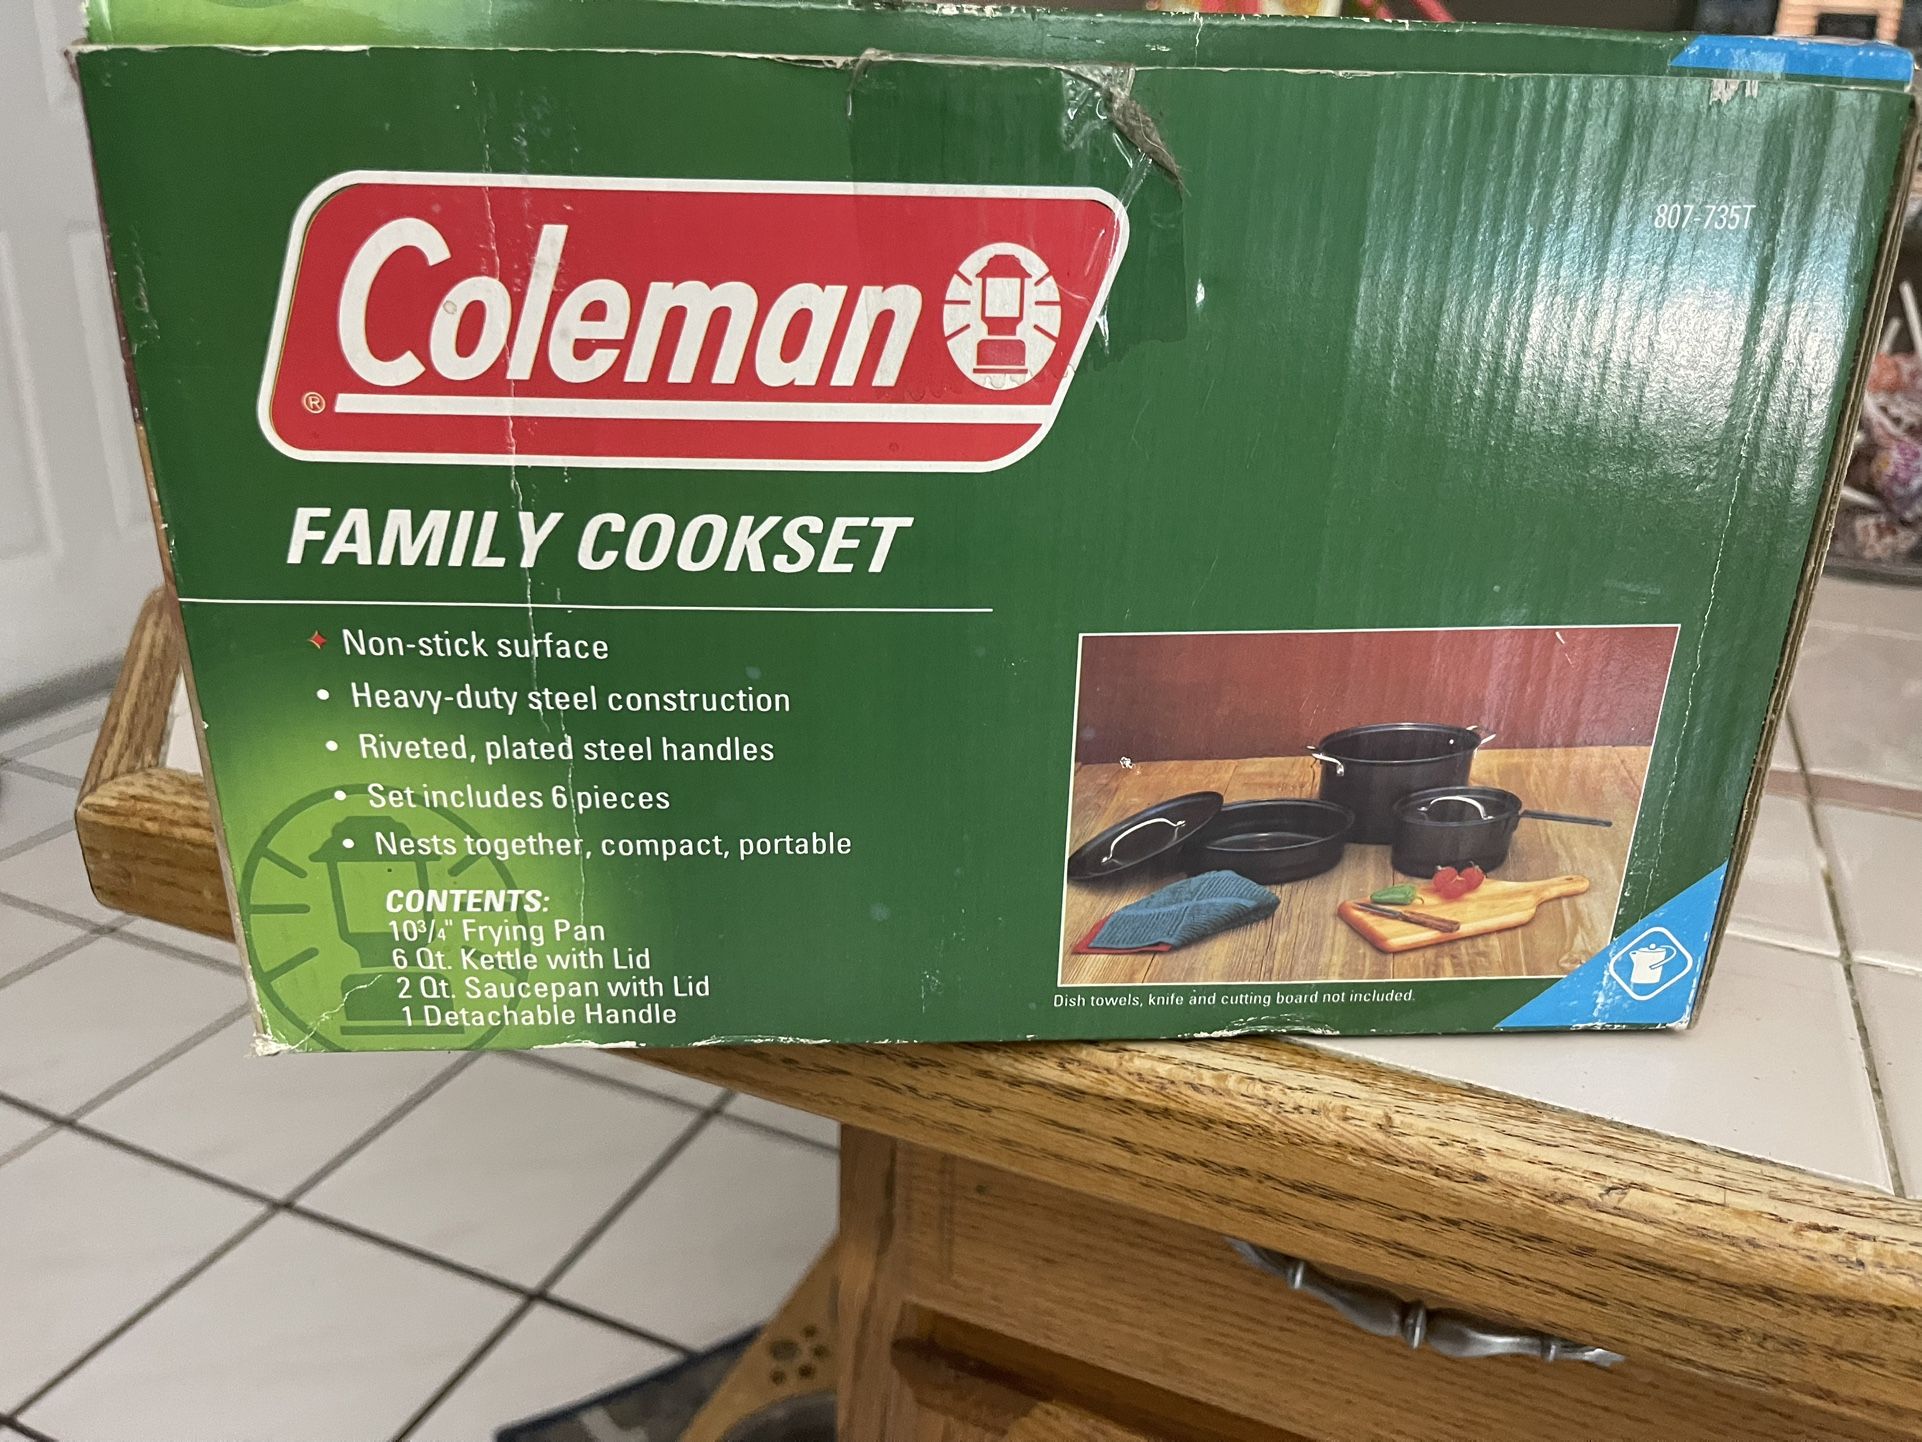 Coleman
®
807-735T
FAMILY COOKSET
Non-stick surface
• Heavy-duty steel construction
• Riveted, plated steel handles
• Set includes 6 pieces
• Nests together, compact, portable
CONTENTS:
10 3/4" Frying Pan
6 Qt. Kettle with Lid
2 Qt. Saucepan with Lid
1 Detachable Handle
Dish towels, knife and cutting board not included.